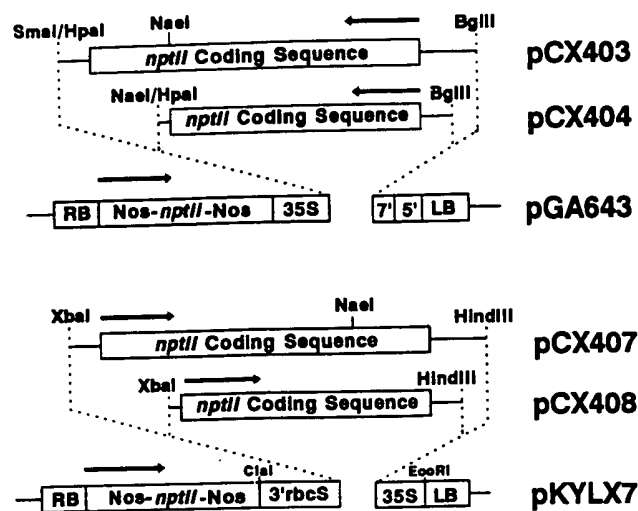 SmaI/HpaI NaeI BglII
nptII Coding Sequence pCX403
NaeI/HpaI BglII
nptII Coding Sequence pCX404
RB Nos-nptII-Nos 35S 7' 5' LB pGA643
XbaI NaeI HindIII
nptII Coding Sequence pCX407
XbaI HindIII
nptII Coding Sequence pCX408
ClaI EcoRI
RB Nos-nptII-Nos 3'rbcS 35S LB pKYLX7